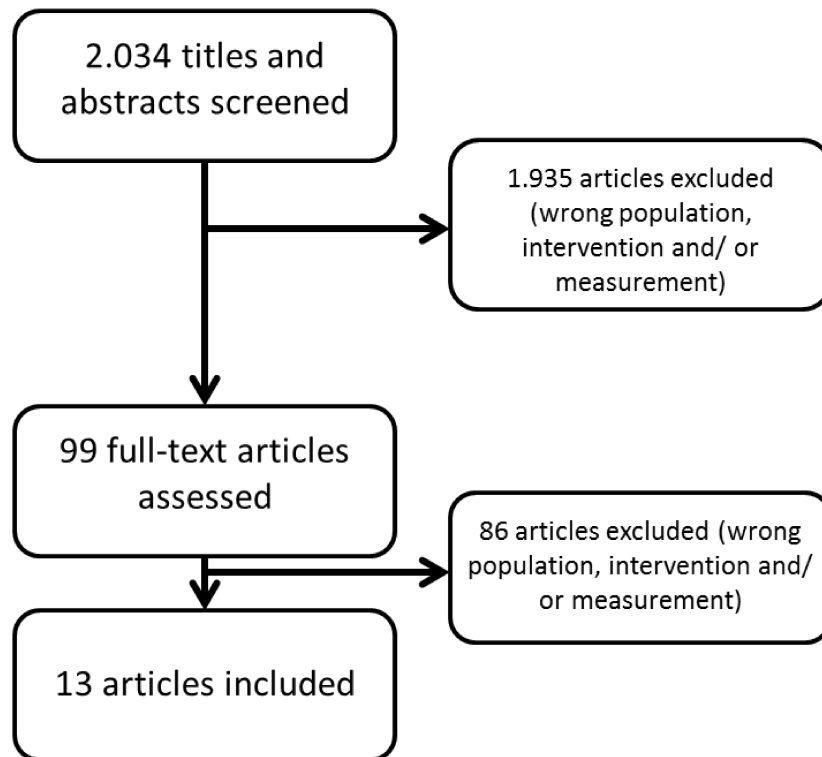 2.034 titles and
abstracts screened
1.935 articles excluded
(wrong population,
intervention and/ or
measurement)
99 full-text articles
assessed
86 articles excluded (wrong
population, intervention and/
or measurement)
13 articles included